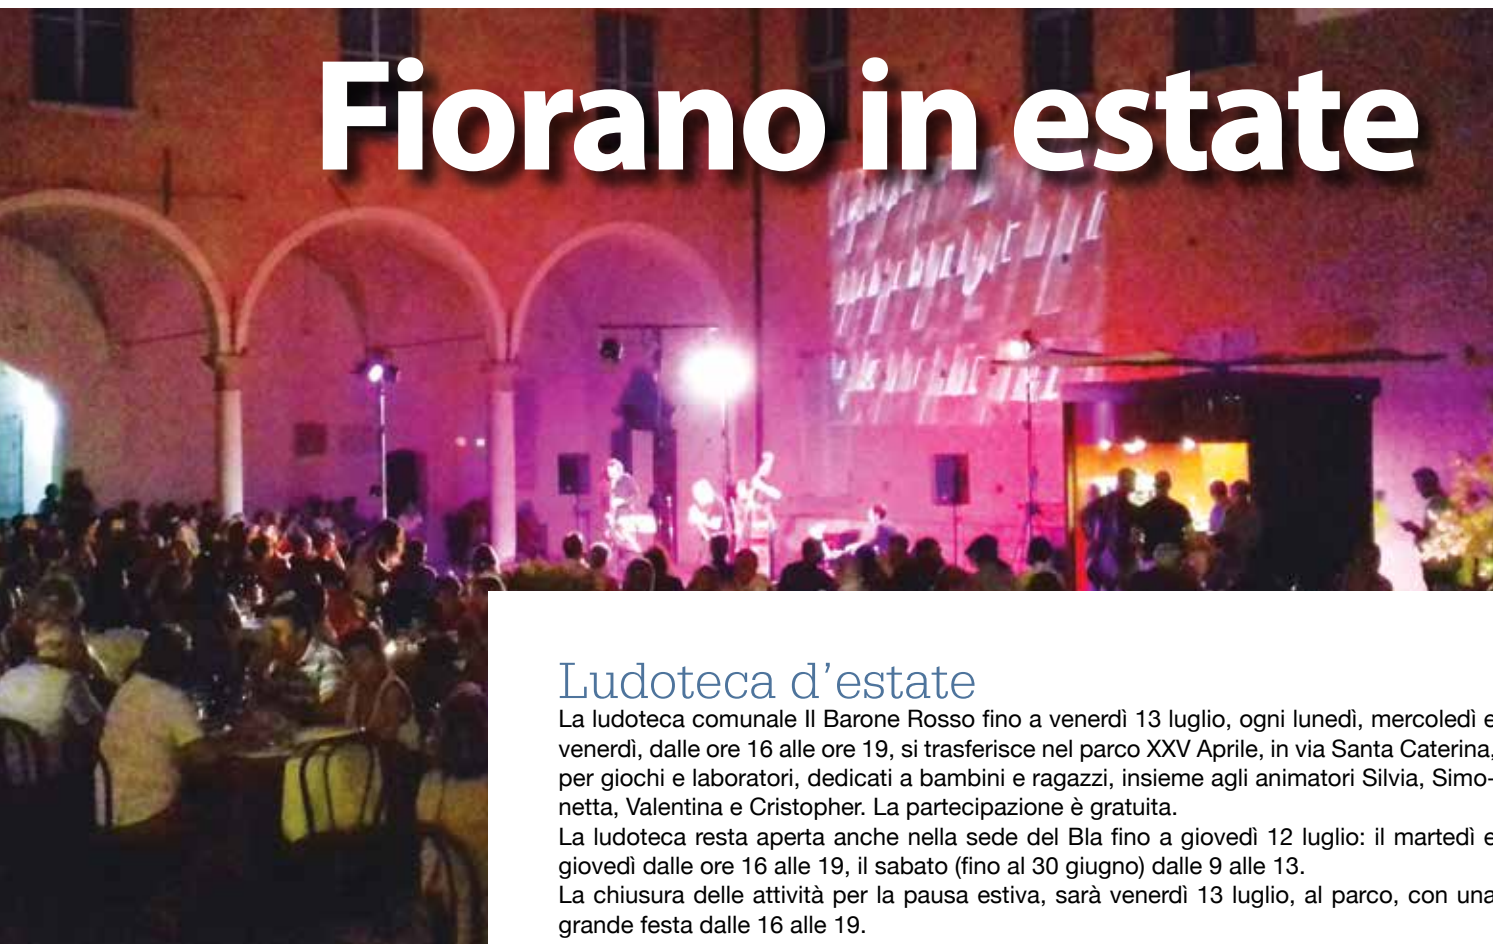 Fiorano in estate
Ludoteca d'estate
La ludoteca comunale Il Barone Rosso fino a venerdì 13 luglio, ogni lunedì, mercoledì e
venerdì, dalle ore 16 alle ore 19, si trasferisce nel parco XXV Aprile, in via Santa Caterina,
per giochi e laboratori, dedicati a bambini e ragazzi, insieme agli animatori Silvia, Simo-
netta, Valentina e Cristopher. La partecipazione è gratuita.
La ludoteca resta aperta anche nella sede del Bla fino a giovedì 12 luglio: il martedì e
giovedì dalle ore 16 alle 19, il sabato (fino al 30 giugno) dalle 9 alle 13.
La chiusura delle attività per la pausa estiva, sarà venerdì 13 luglio, al parco, con una
grande festa dalle 16 alle 19.